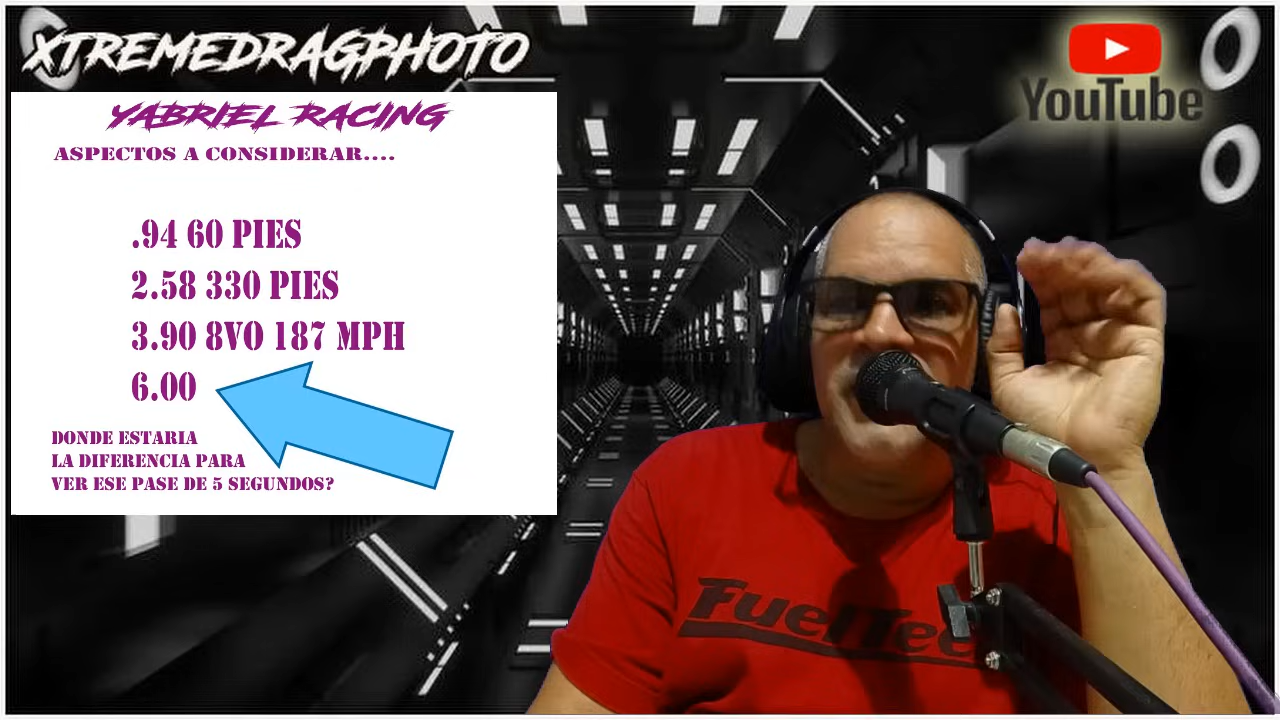 XTREMEDRAGPHOTO
YouTube
YABRIEL RACING
ASPECTOS A CONSIDERAR....
.94 60 PIES
2.58 330 PIES
3.90 8VO 187 MPH
6.00
DONDE ESTARIA
LA DIFERENCIA PARA
VER ESE PASE DE 5 SEGUNDOS?